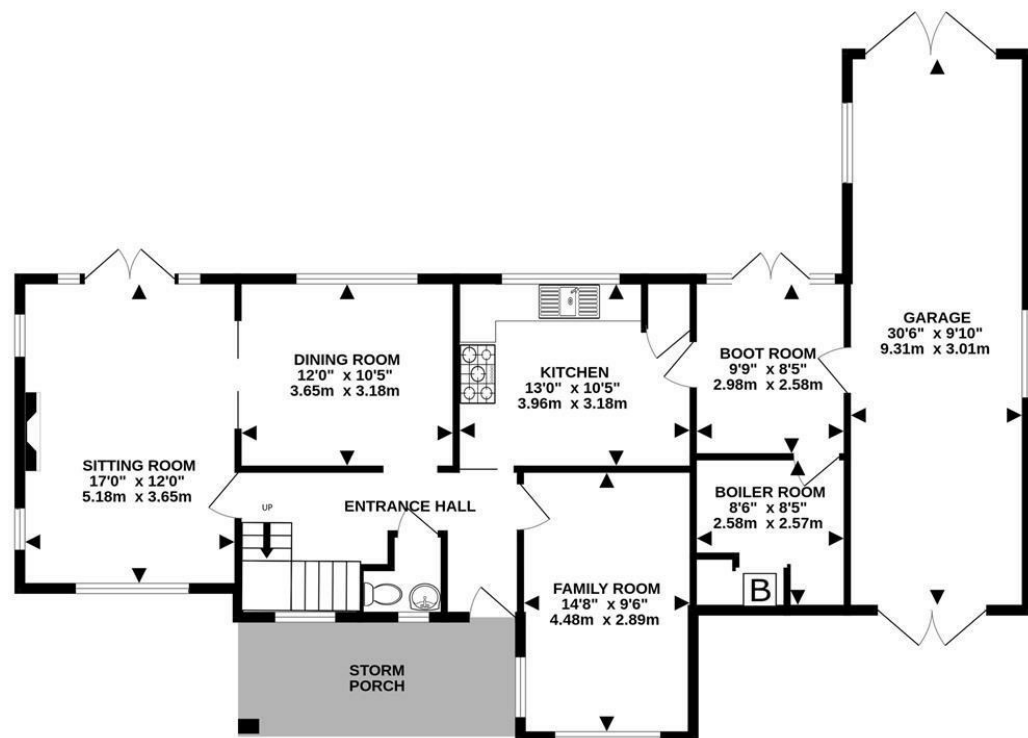 GARAGE
30'6" x 9'10"
9.31m x 3.01m
DINING ROOM
12'0" x 10'5"
3.65m x 3.18m
KITCHEN
13'0" x 10'5"
3.96m x 3.18m
BOOT ROOM
9'9" x 8'5"
2.98m x 2.58m
SITTING ROOM
17'0" x 12'0"
5.18m x 3.65m
UP
ENTRANCE HALL
BOILER ROOM
8'6" x 8'5"
2.58m x 2.57m
B
FAMILY ROOM
14'8" x 9'6"
4.48m x 2.89m
STORM
PORCH